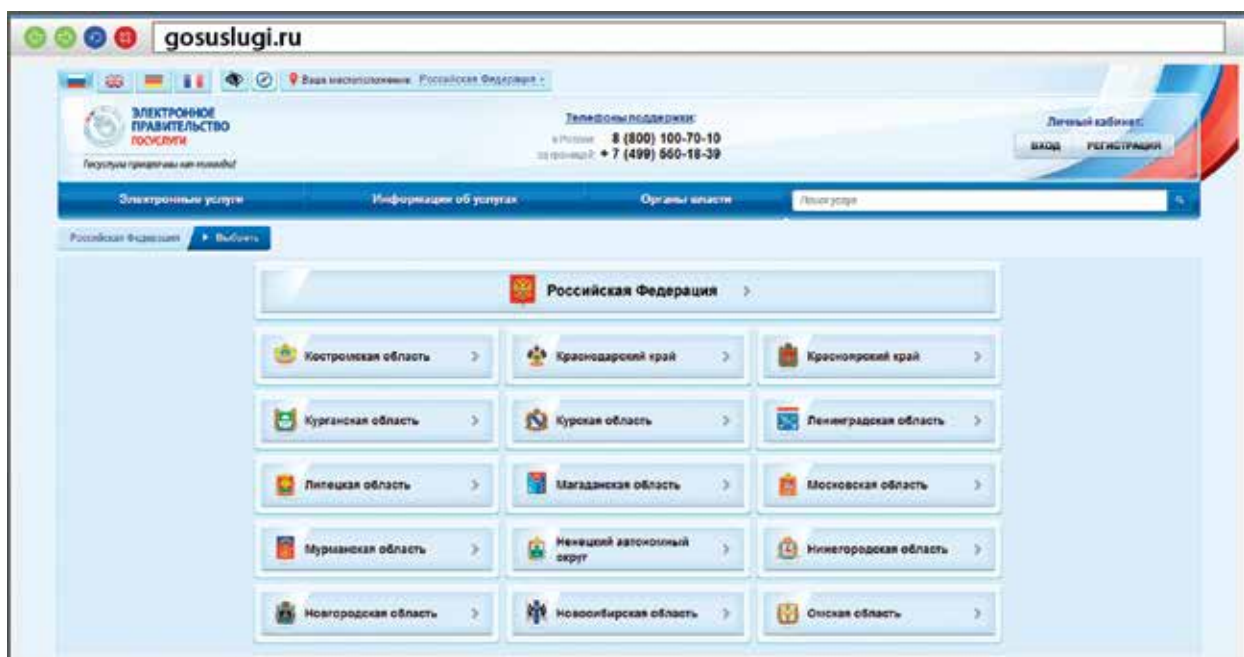 gosuslugi.ru
Ваше местоположение: Российская Федерация
ЭЛЕКТРОННОЕ
ПРАВИТЕЛЬСТВО
ГОСУСЛУГИ
Телефоны поддержки:
в России: 8 (800) 100-70-10
за границей: + 7 (499) 550-18-39
Личный кабинет:
ВХОД РЕГИСТРАЦИЯ
Электронные услуги Информация об услугах Органы власти Поиск услуг
Российская Федерация Выбрать
Российская Федерация
Костромская область Краснодарский край Красноярский край
Курганская область Курская область Ленинградская область
Липецкая область Магаданская область Московская область
Мурманская область Ненецкий автономный округ Нижегородская область
Новгородская область Новосибирская область Омская область